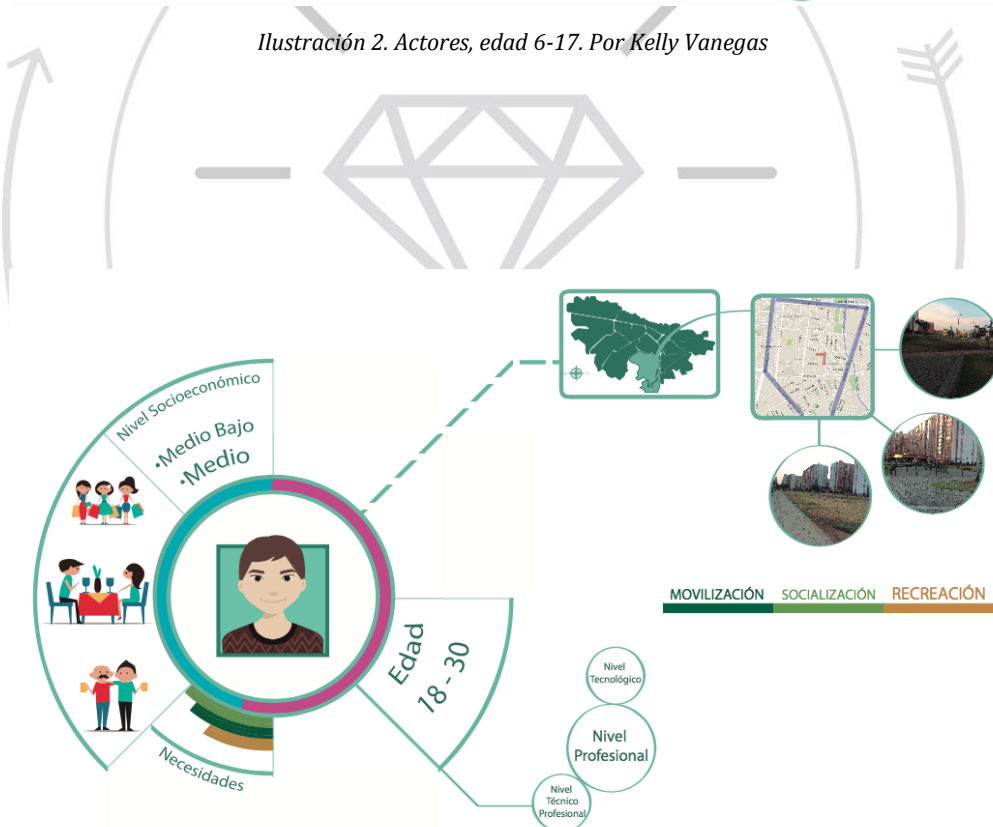 Ilustración 2. Actores, edad 6-17. Por Kelly Vanegas
Nivel Socioeconómico
•Medio Bajo
•Medio
Edad
18 - 30
Necesidades
MOVILIZACIÓN SOCIALIZACIÓN RECREACIÓN
Nivel
Tecnológico
Nivel
Profesional
Nivel
Técnico
Profesional